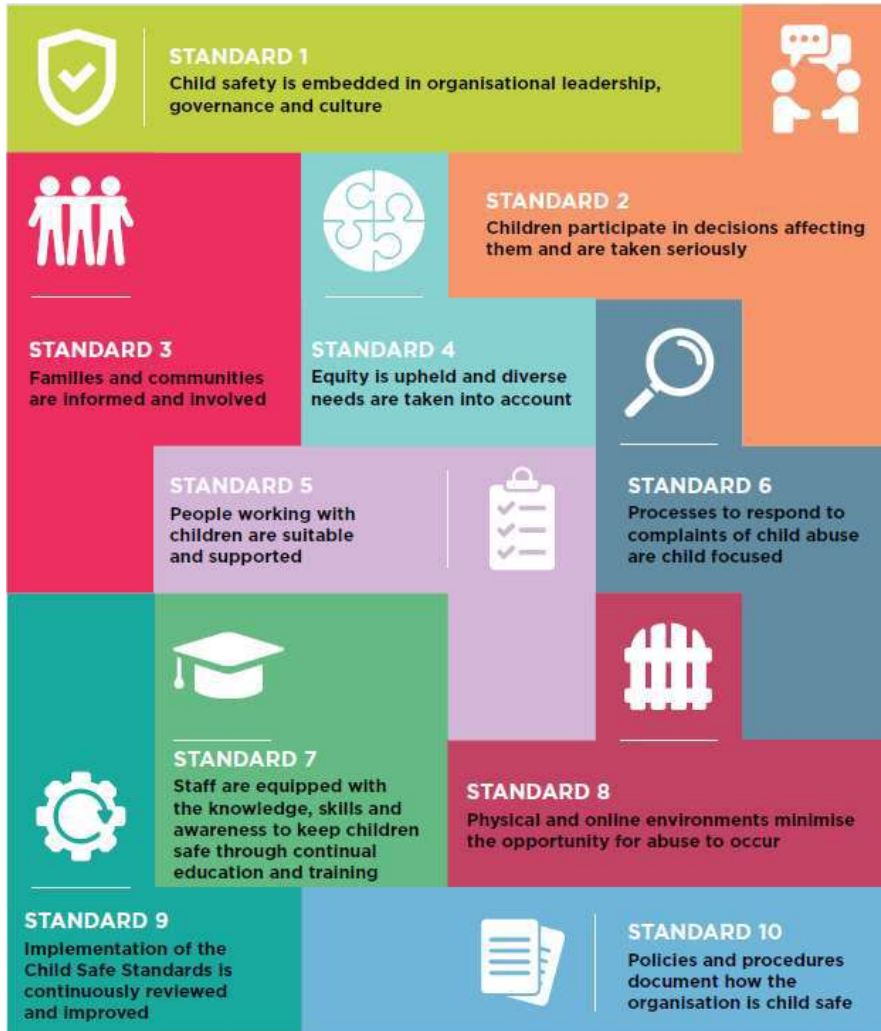 STANDARD 1
Child safety is embedded in organisational leadership,
governance and culture
STANDARD 2
Children participate in decisions affecting
them and are taken seriously
STANDARD 3
Families and communities
are informed and involved
STANDARD 4
Equity is upheld and diverse
needs are taken into account
STANDARD 5
People working with
children are suitable
and supported
STANDARD 6
Processes to respond to
complaints of child abuse
are child focused
STANDARD 7
Staff are equipped with
the knowledge, skills and
awareness to keep children
safe through continual
education and training
STANDARD 8
Physical and online environments minimise
the opportunity for abuse to occur
STANDARD 9
Implementation of the
Child Safe Standards is
continuously reviewed
and improved
STANDARD 10
Policies and procedures
document how the
organisation is child safe